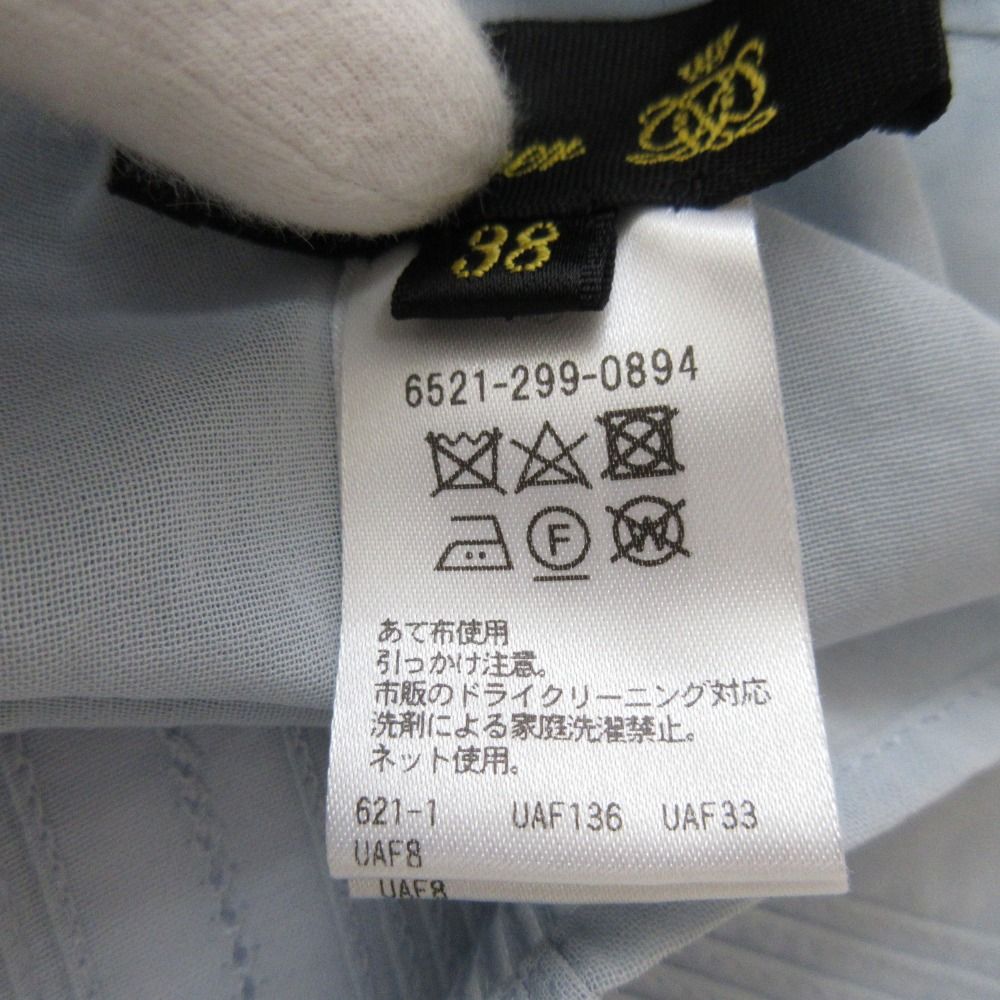 38
6521-299-0894
F
W
あて布使用
引っかけ注意。
市販のドライクリーニング対応
洗剤による家庭洗濯禁止。
ネット使用。
621-1 UAF136 UAF33
UAF8
UAF8